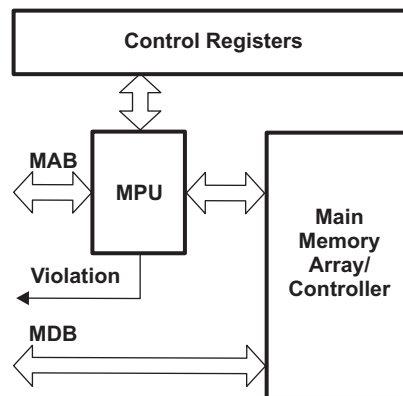 Control Registers
MAB
MPU
Main
Memory
Array/
Controller
Violation
MDB